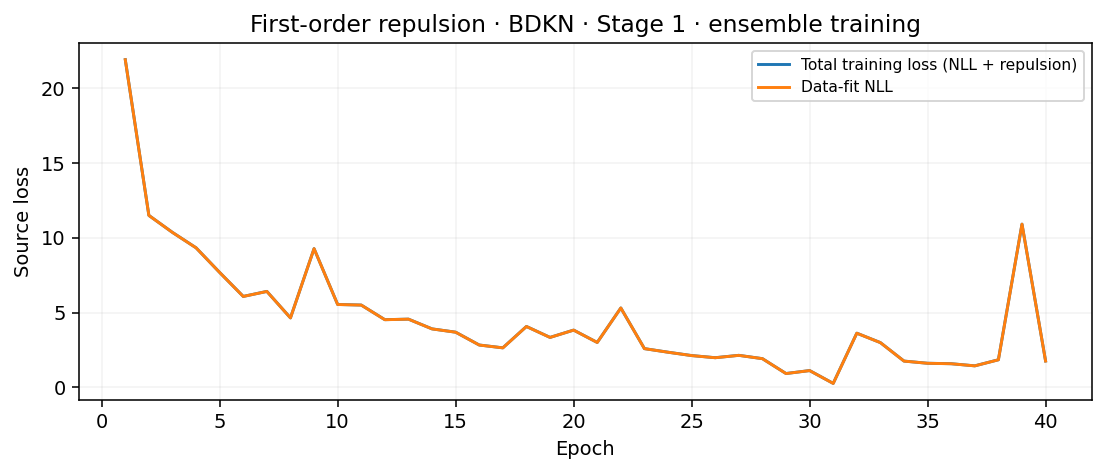 First-order repulsion · BDKN · Stage 1 · ensemble training
Total training loss (NLL + repulsion)
Data-fit NLL
Source loss
20
15
10
5
0
0 5 10 15 20 25 30 35 40
Epoch